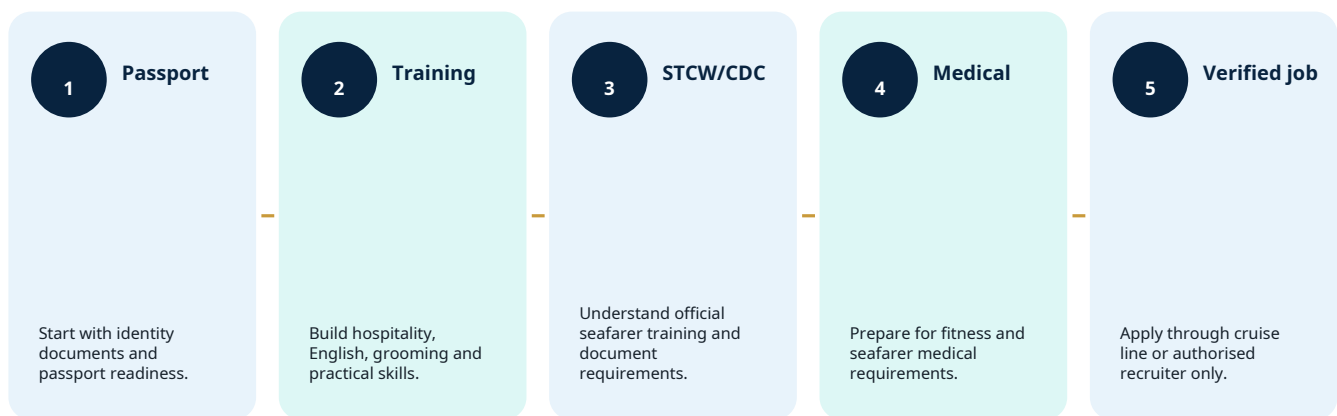 1
Passport
Start with identity
documents and
passport readiness.
2
Training
Build hospitality,
English, grooming and
practical skills.
3
STCW/CDC
Understand official
seafarer training and
document
requirements.
4
Medical
Prepare for fitness and
seafarer medical
requirements.
5
Verified job
Apply through cruise
line or authorised
recruiter only.